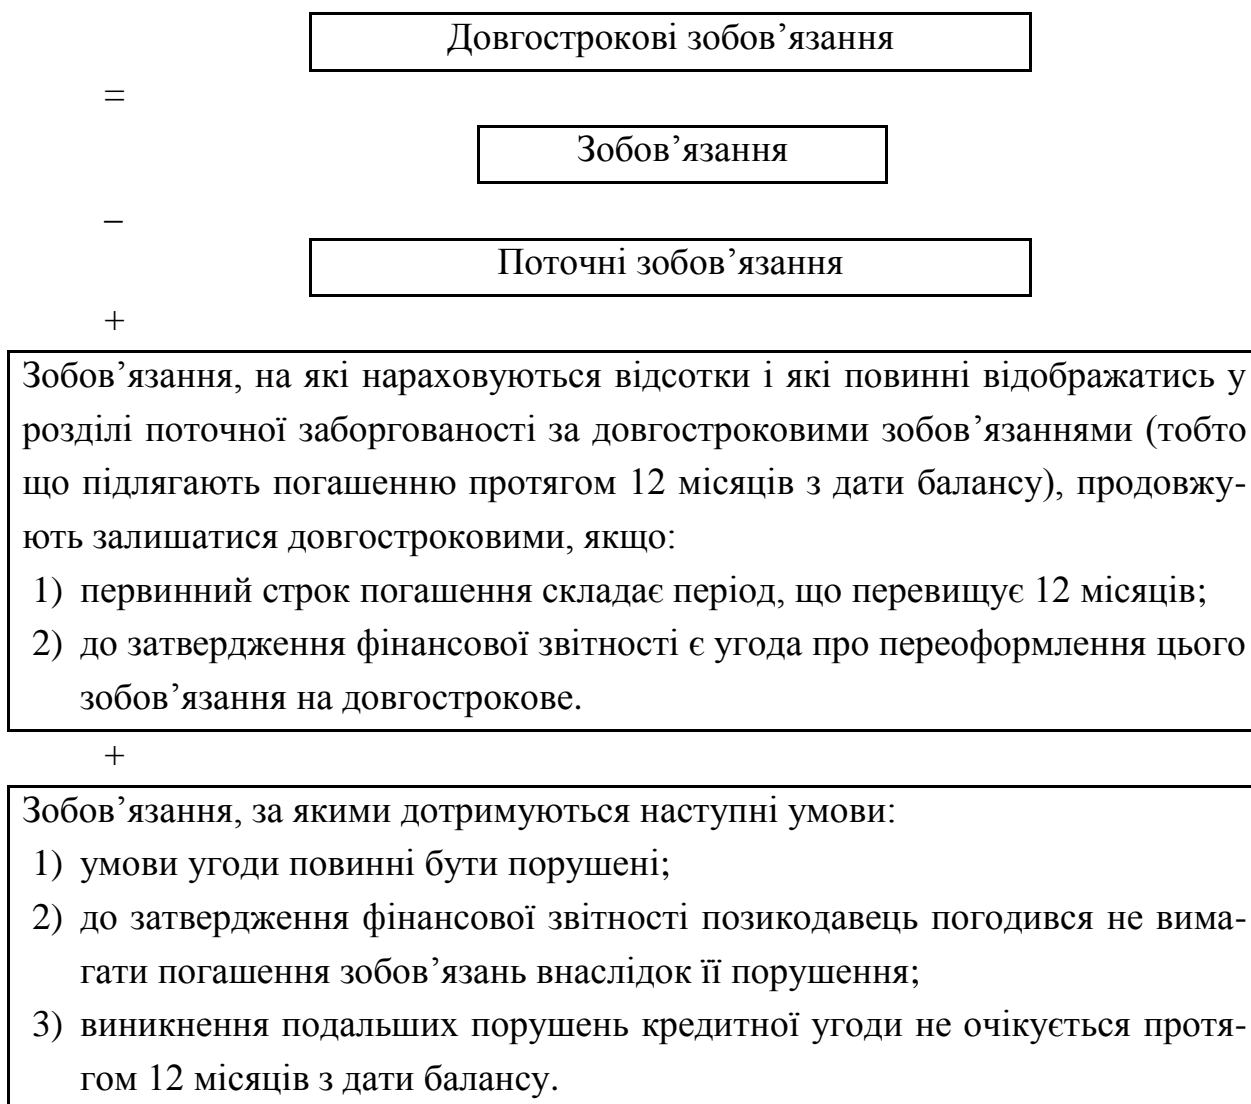 Довгострокові зобов’язання
=
Зобов’язання
–
Поточні зобов’язання
+
Зобов’язання, на які нараховуються відсотки і які повинні відображатись у
розділі поточної заборгованості за довгостроковими зобов’язаннями (тобто
що підлягають погашенню протягом 12 місяців з дати балансу), продовжу-
ють залишатися довгостроковими, якщо:
1) первинний строк погашення складає період, що перевищує 12 місяців;
2) до затвердження фінансової звітності є угода про переоформлення цього
зобов’язання на довгострокове.
+
Зобов’язання, за якими дотримуються наступні умови:
1) умови угоди повинні бути порушені;
2) до затвердження фінансової звітності позикодавець погодився не вима-
гати погашення зобов’язань внаслідок її порушення;
3) виникнення подальших порушень кредитної угоди не очікується протя-
гом 12 місяців з дати балансу.